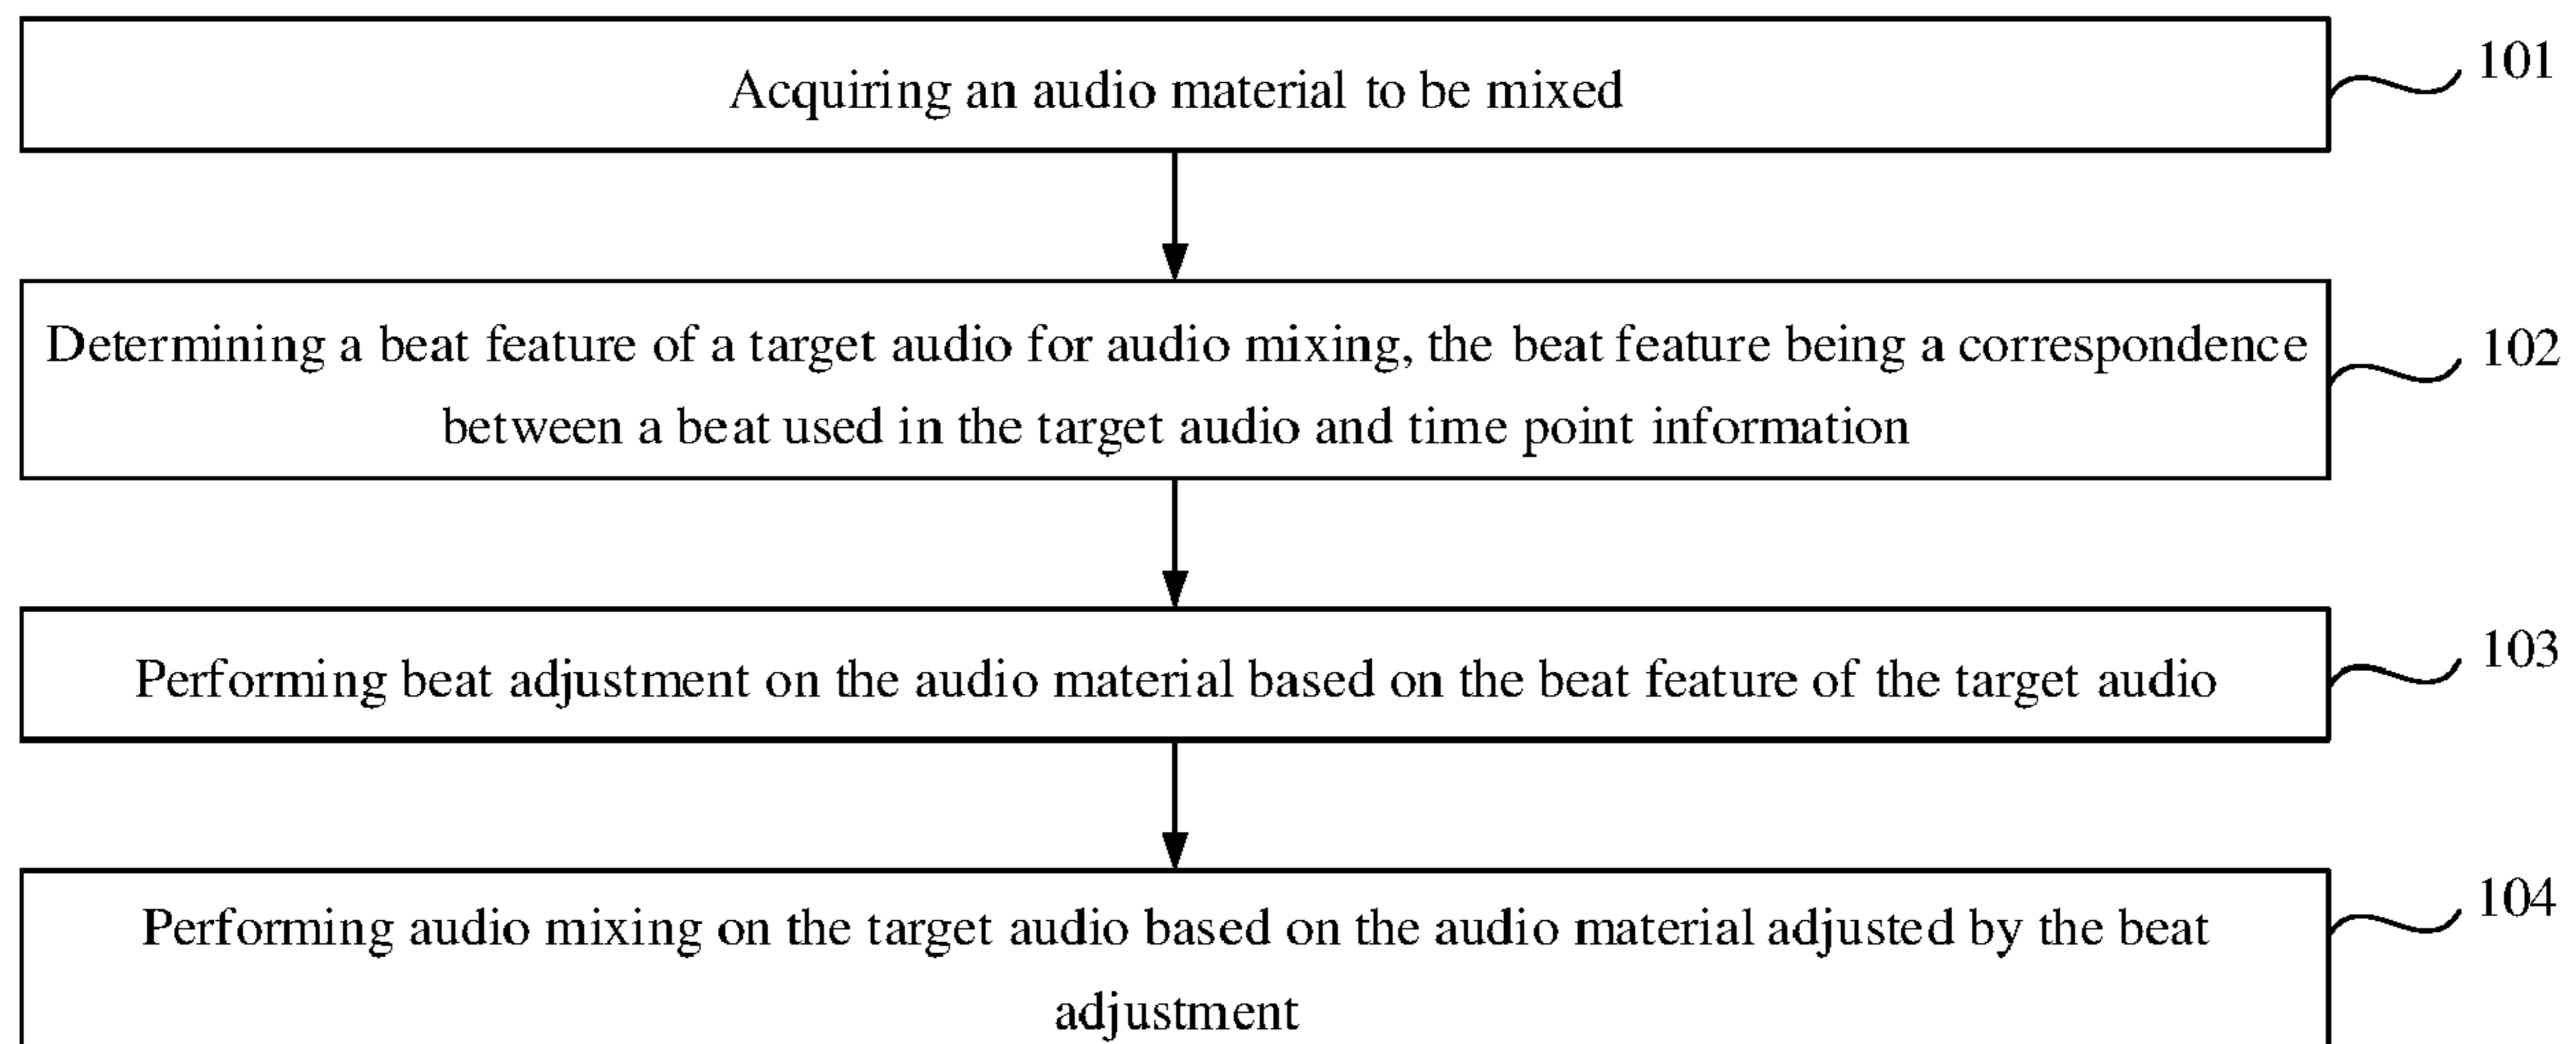 Acquiring an audio material to be mixed
101
Determining a beat feature of a target audio for audio mixing, the beat feature being a correspondence
between a beat used in the target audio and time point information
102
Performing beat adjustment on the audio material based on the beat feature of the target audio
103
Performing audio mixing on the target audio based on the audio material adjusted by the beat
adjustment
104